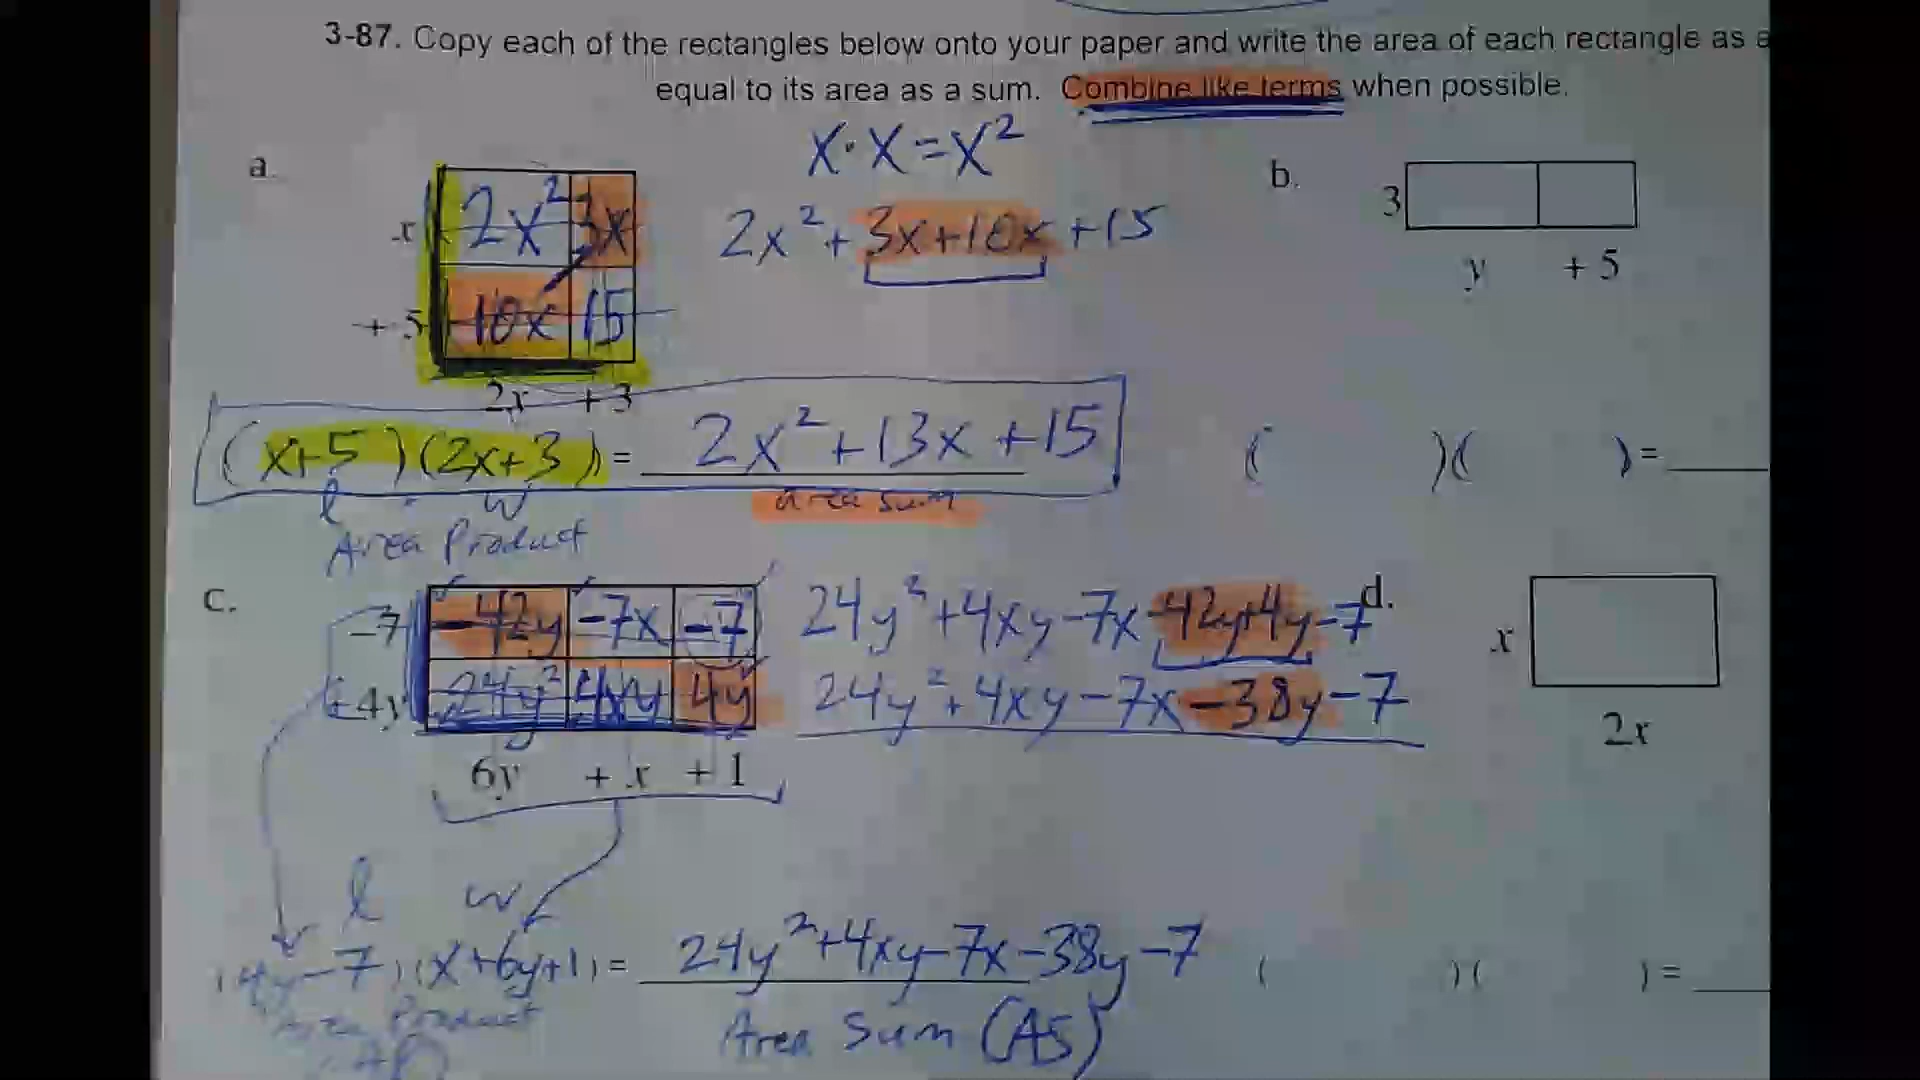 3-87. Copy each of the rectangles below onto your paper and write the area of each rectangle as a
equal to its area as a sum. Combine like terms when possible.
x·x=x²
a.
2x² 3x
x
10x 15
+5
2x +3
2x²+3x+10x+15
b.
3
y +5
(x+5)(2x+3)= 2x²+13x+15
l · w
area sum
Area Product
( )( )=
c.
-7
-42y -7x -7
+4y
24y² 4xy 4y
6y +x +1
24y²+4xy-7x-42y+4y-7
24y²+4xy-7x-38y-7
d.
x
2x
l w
(4y-7)(x+6y+1)= 24y²+4xy-7x-38y-7
Area Product
Area Sum (AS)
( )( )=